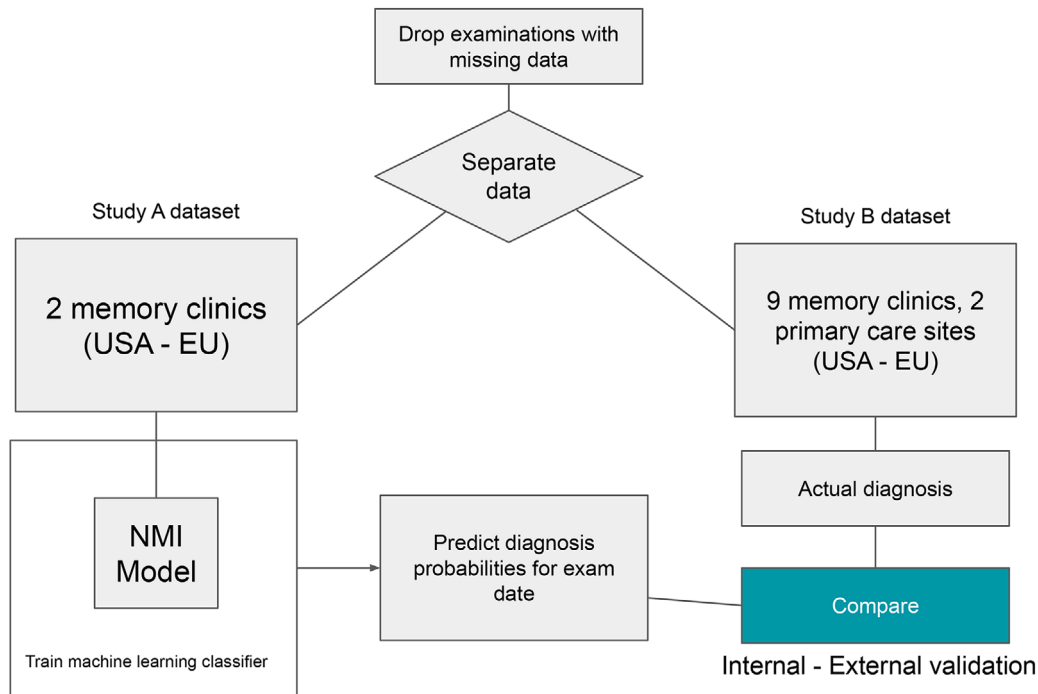 Drop examinations with
missing data
Separate
data
Study A dataset
2 memory clinics
(USA - EU)
Study B dataset
9 memory clinics, 2
primary care sites
(USA - EU)
NMI
Model
Train machine learning classifier
Predict diagnosis
probabilities for exam
date
Actual diagnosis
Compare
Internal - External validation